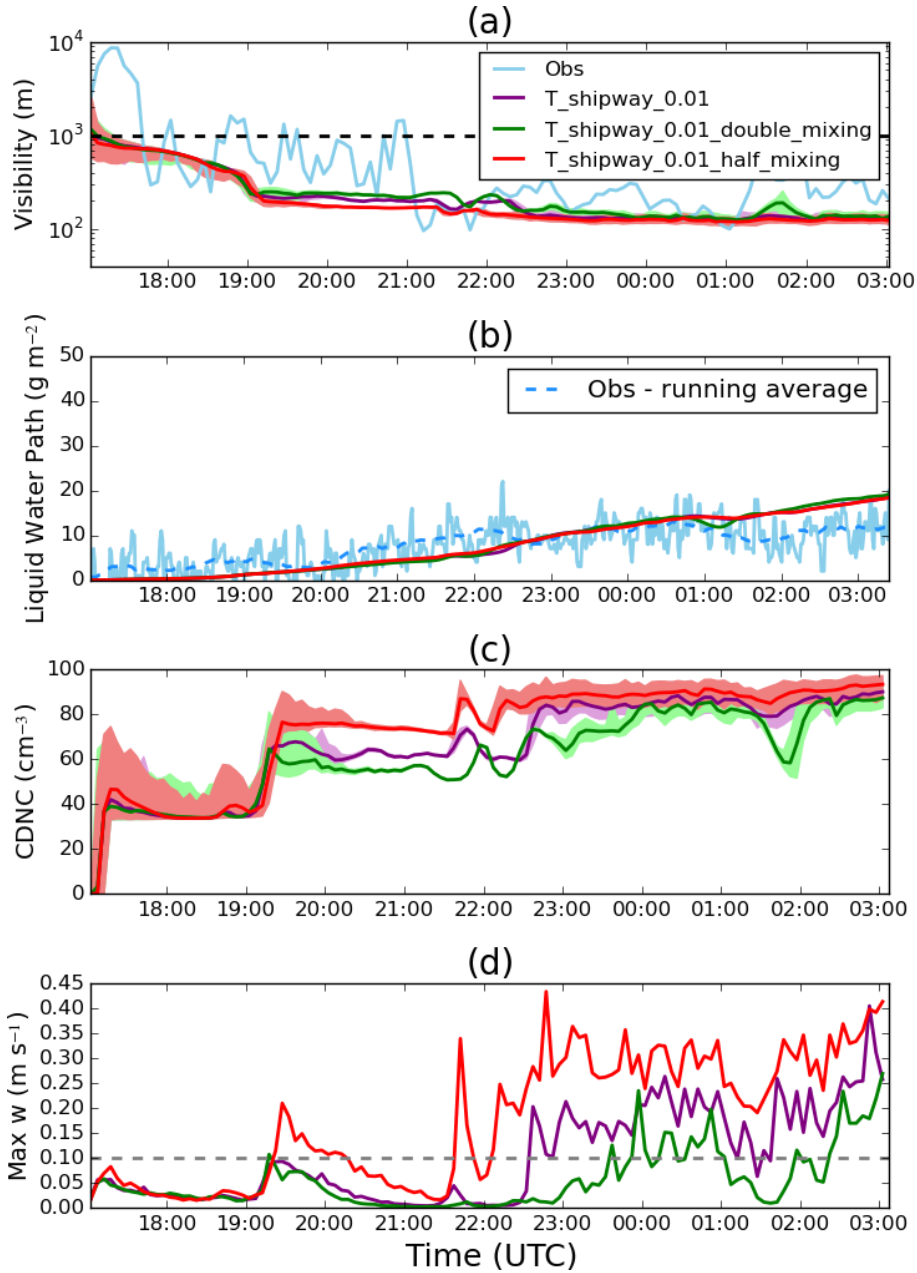 (a)
Visibility (m)
10⁴
10³
10²
Obs
T_shipway_0.01
T_shipway_0.01_double_mixing
T_shipway_0.01_half_mixing
18:00 19:00 20:00 21:00 22:00 23:00 00:00 01:00 02:00 03:00
(b)
Liquid Water Path (g m⁻²)
50
40
30
20
10
0
Obs - running average
18:00 19:00 20:00 21:00 22:00 23:00 00:00 01:00 02:00 03:00
(c)
CDNC (cm⁻³)
100
80
60
40
20
0
18:00 19:00 20:00 21:00 22:00 23:00 00:00 01:00 02:00 03:00
(d)
Max w (m s⁻¹)
0.45
0.40
0.35
0.30
0.25
0.20
0.15
0.10
0.05
0.00
18:00 19:00 20:00 21:00 22:00 23:00 00:00 01:00 02:00 03:00
Time (UTC)